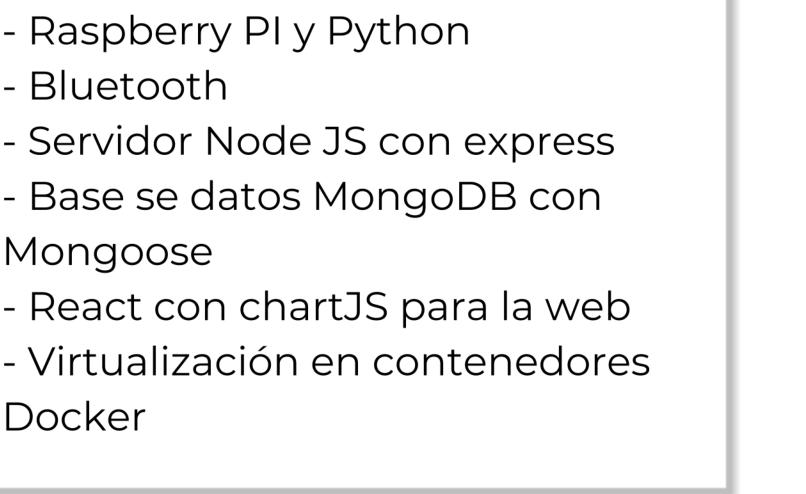 - Raspberry PI y Python
- Bluetooth
- Servidor Node JS con express
- Base se datos MongoDB con
Mongoose
- React con chartJS para la web
- Virtualización en contenedores
Docker